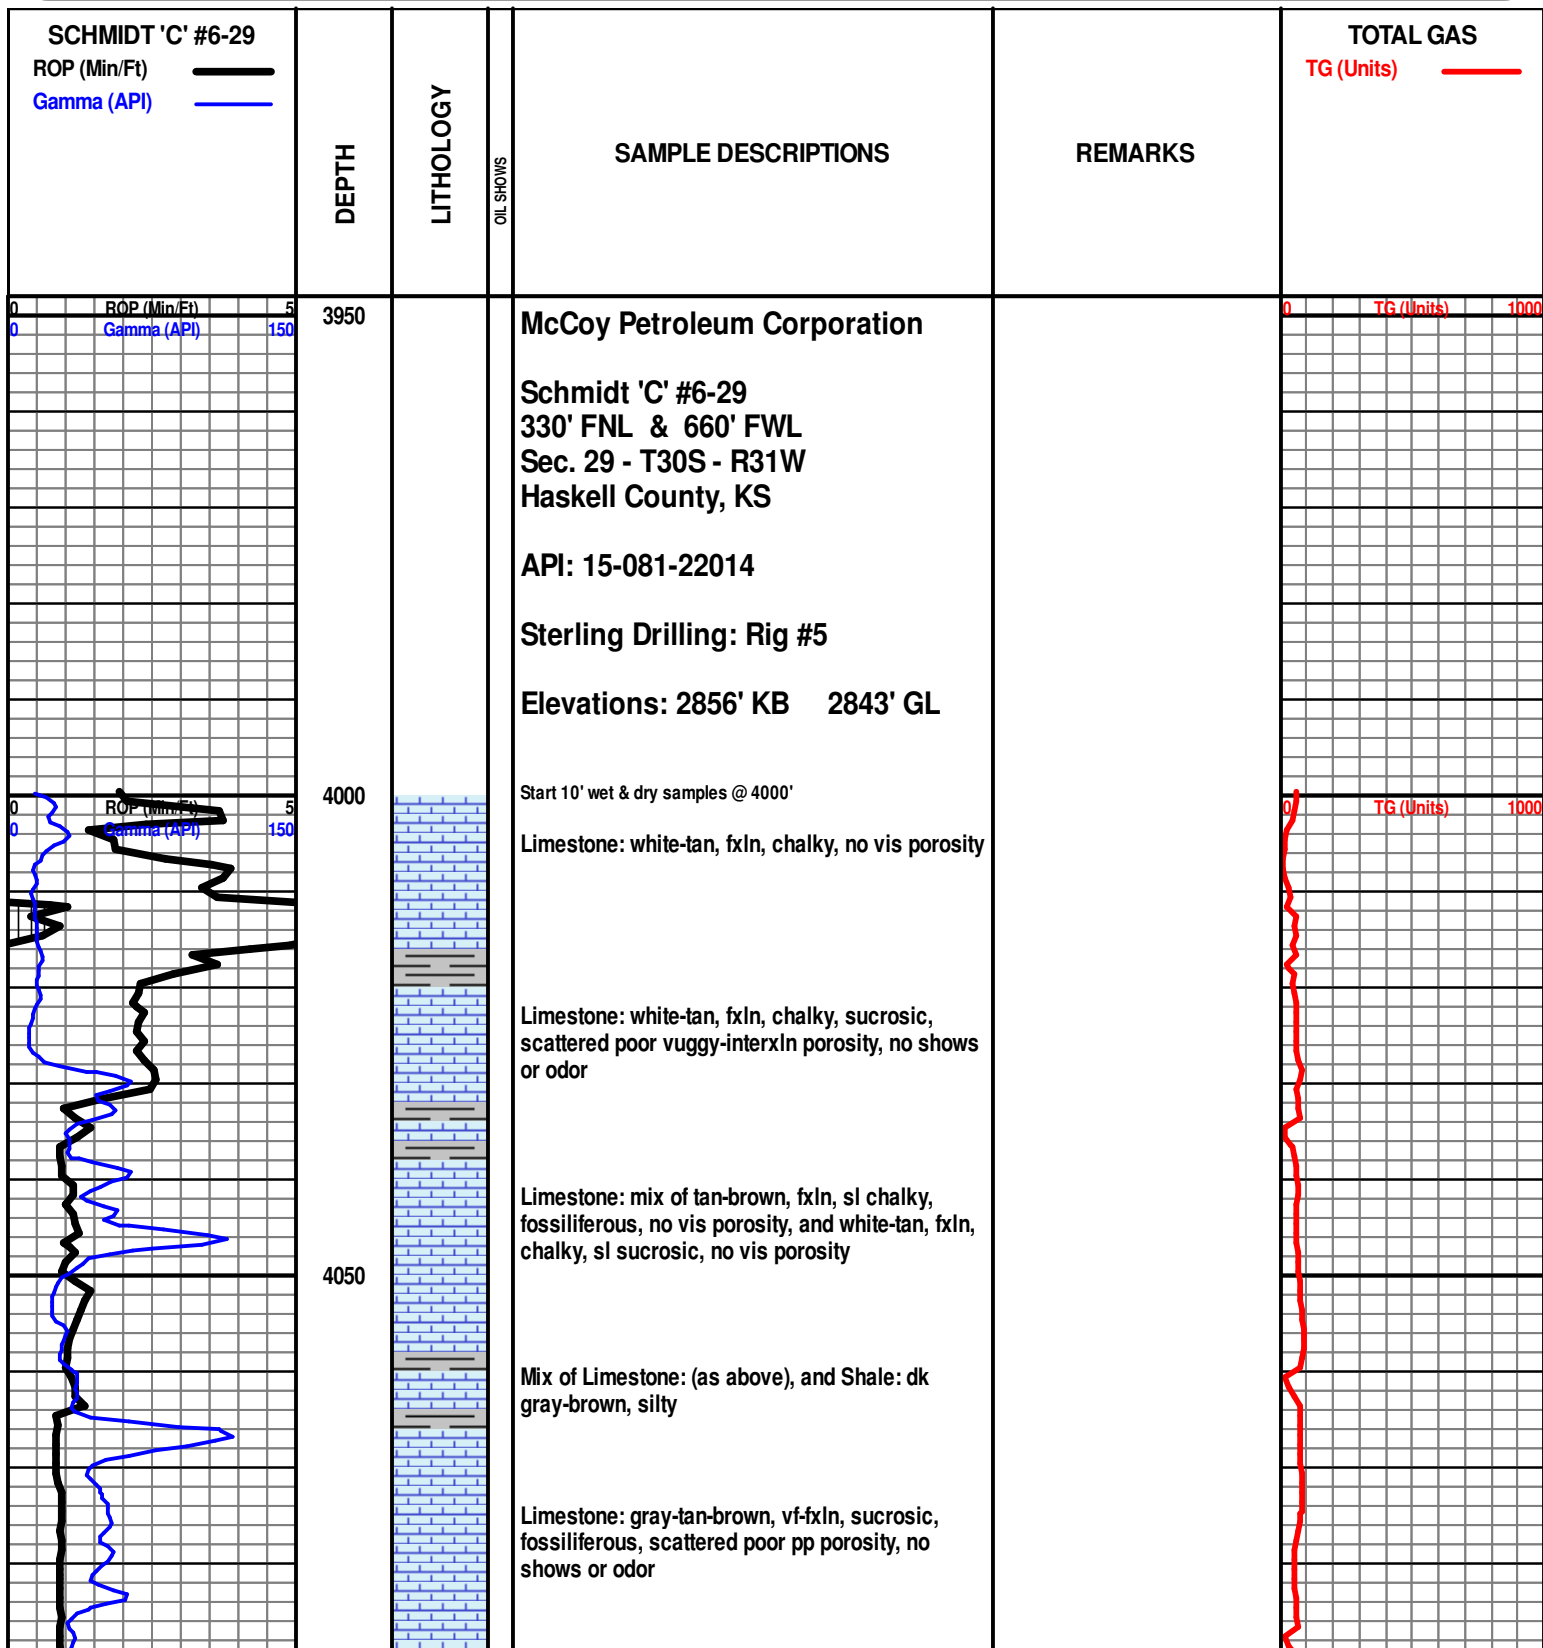 SCHMIDT 'C' #6-29
ROP (Min/Ft)
Gamma (API)
DEPTH
LITHOLOGY
OIL SHOWS
SAMPLE DESCRIPTIONS
REMARKS
TOTAL GAS
TG (Units)
0 ROP (Min/Ft) 5
0 Gamma (API) 150
3950
0 TG (Units) 1000
McCoy Petroleum Corporation
Schmidt 'C' #6-29
330' FNL & 660' FWL
Sec. 29 - T30S - R31W
Haskell County, KS
API: 15-081-22014
Sterling Drilling: Rig #5
Elevations: 2856' KB 2843' GL
0 ROP (Min/Ft) 5
0 Gamma (API) 150
4000
Start 10' wet & dry samples @ 4000'
0 TG (Units) 1000
Limestone: white-tan, fxln, chalky, no vis porosity
Limestone: white-tan, fxln, chalky, sucrosic,
scattered poor vuggy-interxln porosity, no shows
or odor
Limestone: mix of tan-brown, fxln, sl chalky,
fossiliferous, no vis porosity, and white-tan, fxln,
chalky, sl sucrosic, no vis porosity
4050
Mix of Limestone: (as above), and Shale: dk
gray-brown, silty
Limestone: gray-tan-brown, vf-fxln, sucrosic,
fossiliferous, scattered poor pp porosity, no
shows or odor